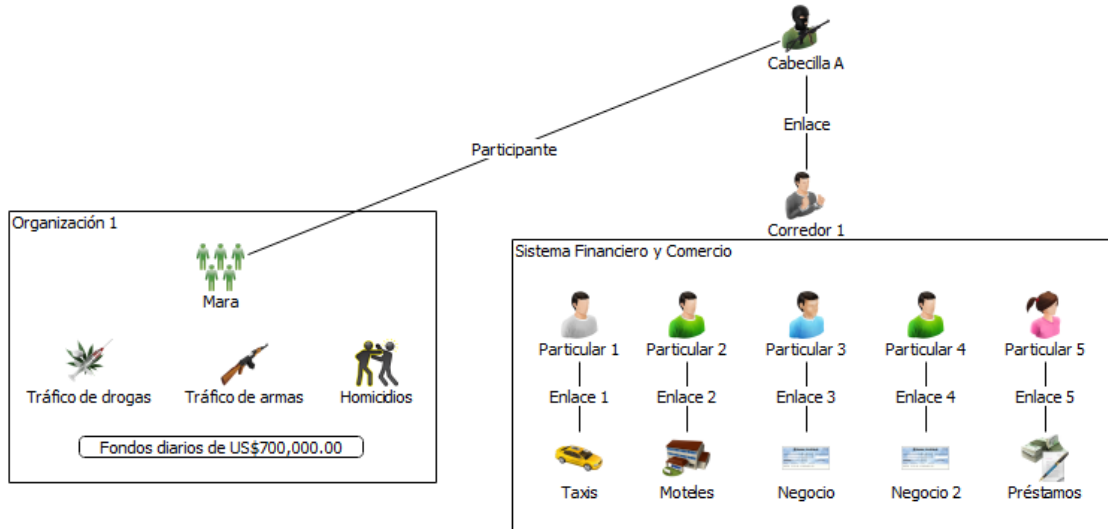 Cabecilla A
Enlace
Participante
Corredor 1
Organización 1
Mara
Tráfico de drogas
Tráfico de armas
Homicidios
Fondos diarios de US$700,000.00
Sistema Financiero y Comercio
Particular 1
Particular 2
Particular 3
Particular 4
Particular 5
Enlace 1
Enlace 2
Enlace 3
Enlace 4
Enlace 5
Taxis
Moteles
Negocio
Negocio 2
Préstamos